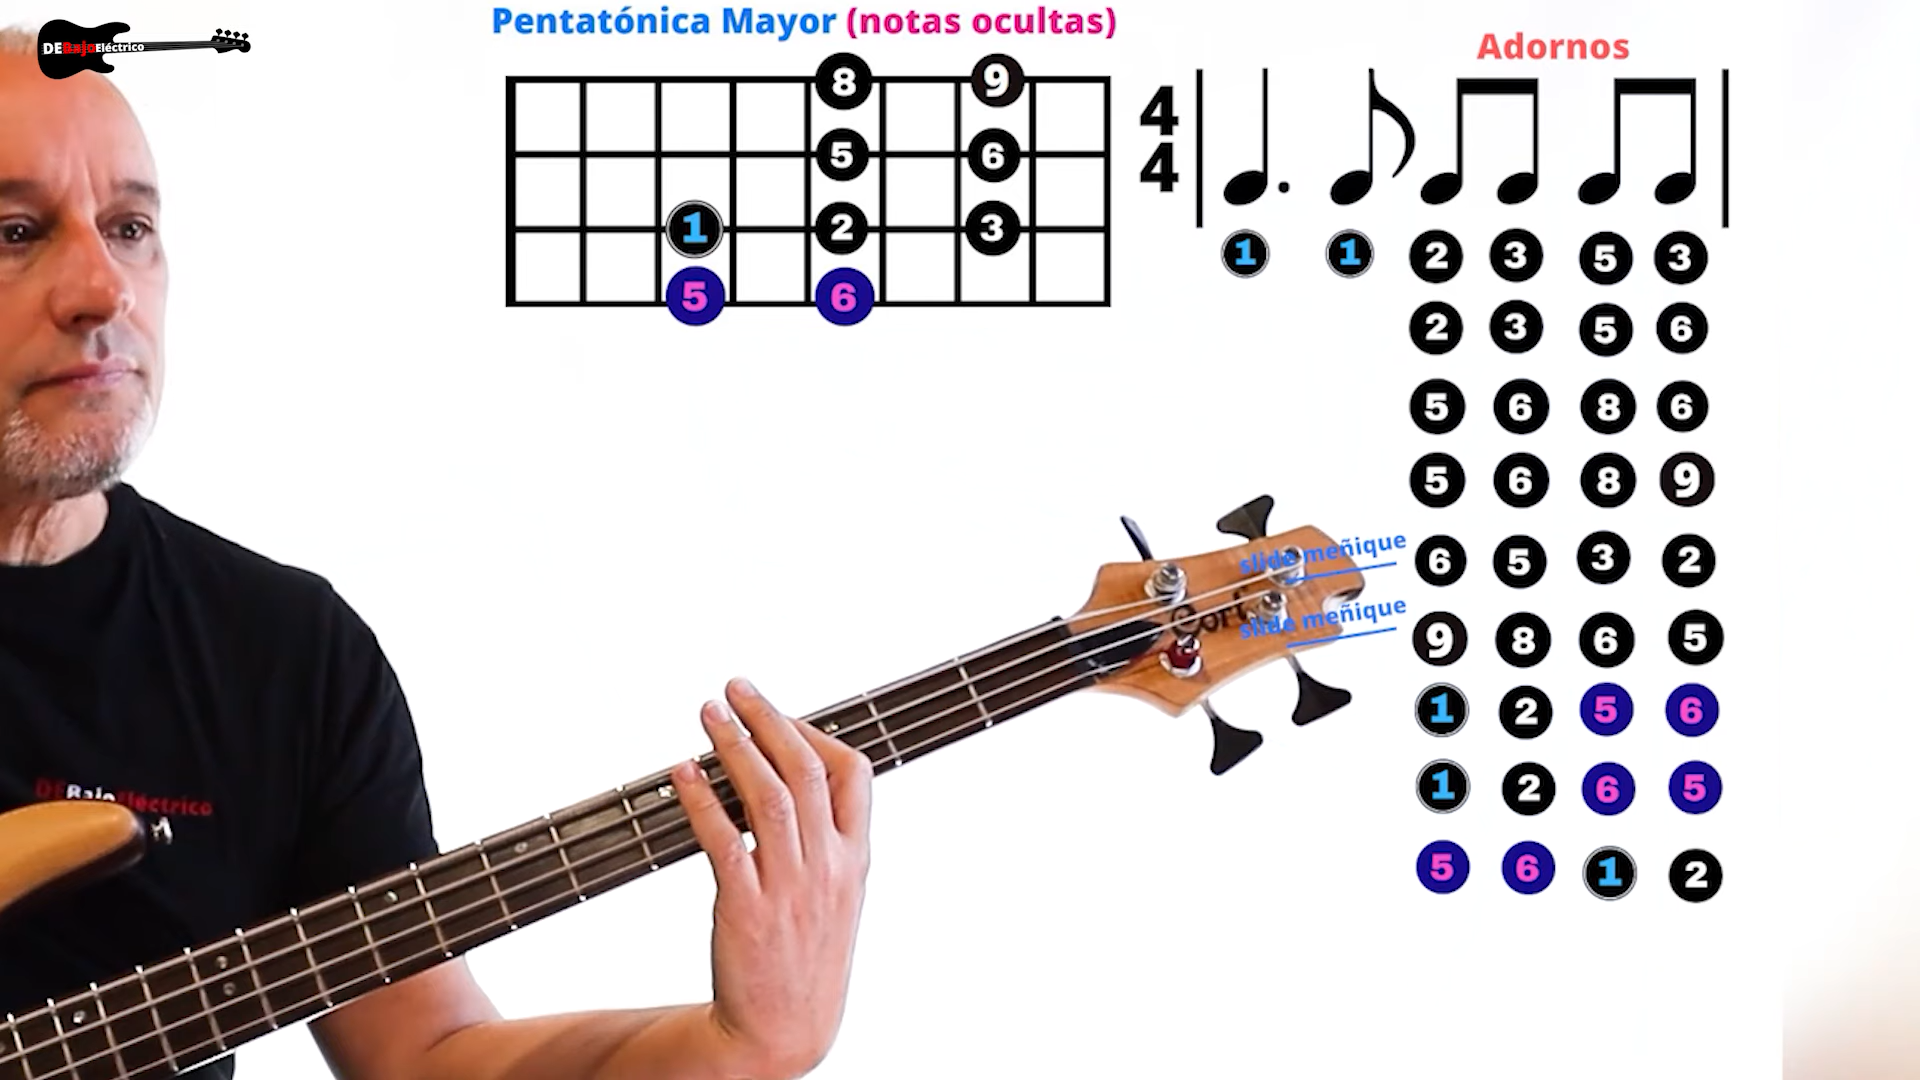 DEBajoEléctrico
Pentatónica Mayor (notas ocultas)
8 9
5 6
1 2 3
5 6
Adornos
4
4
1 1 2 3 5 3
2 3 5 6
5 6 8 6
5 6 8 9
slide meñique 6 5 3 2
slide meñique 9 8 6 5
1 2 5 6
1 2 6 5
5 6 1 2
Cort
DEBajoEléctrico